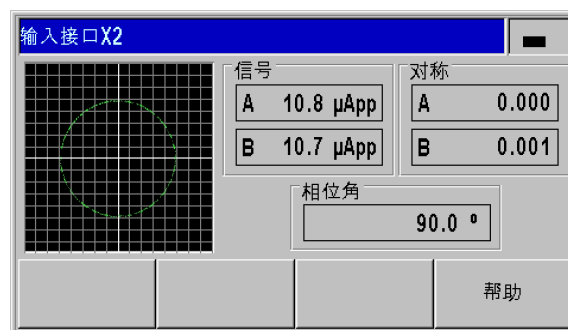 输入接口X2
信号
对称
A 10.8 µApp
A 0.000
B 10.7 µApp
B 0.001
相位角
90.0 º
帮助